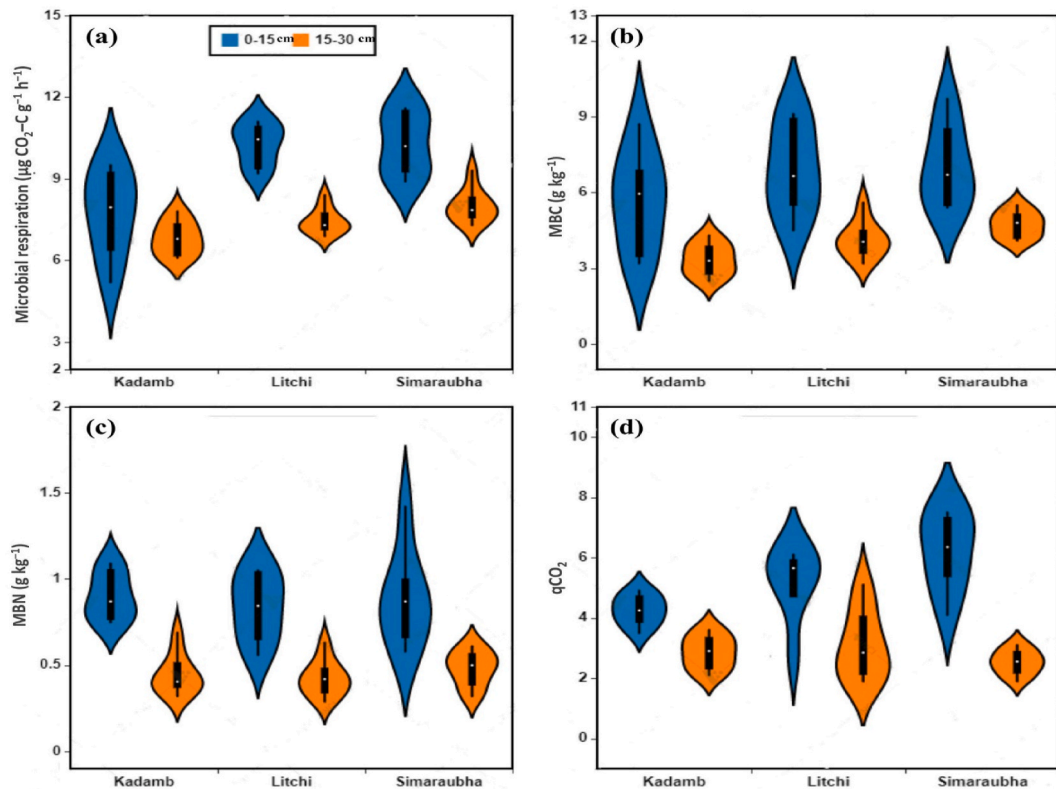 (a)
0-15 cm 15-30 cm
Microbial respiration (µg CO₂–C g⁻¹ h⁻¹)
15
12
9
6
3
2
Kadamb Litchi Simaraubha
(b)
MBC (g kg⁻¹)
13
9
6
3
0
Kadamb Litchi Simaraubha
(c)
MBN (g kg⁻¹)
2
1.5
1
0.5
0
Kadamb Litchi Simaraubha
(d)
qCO₂
11
10
8
6
4
2
0
Kadamb Litchi Simaraubha